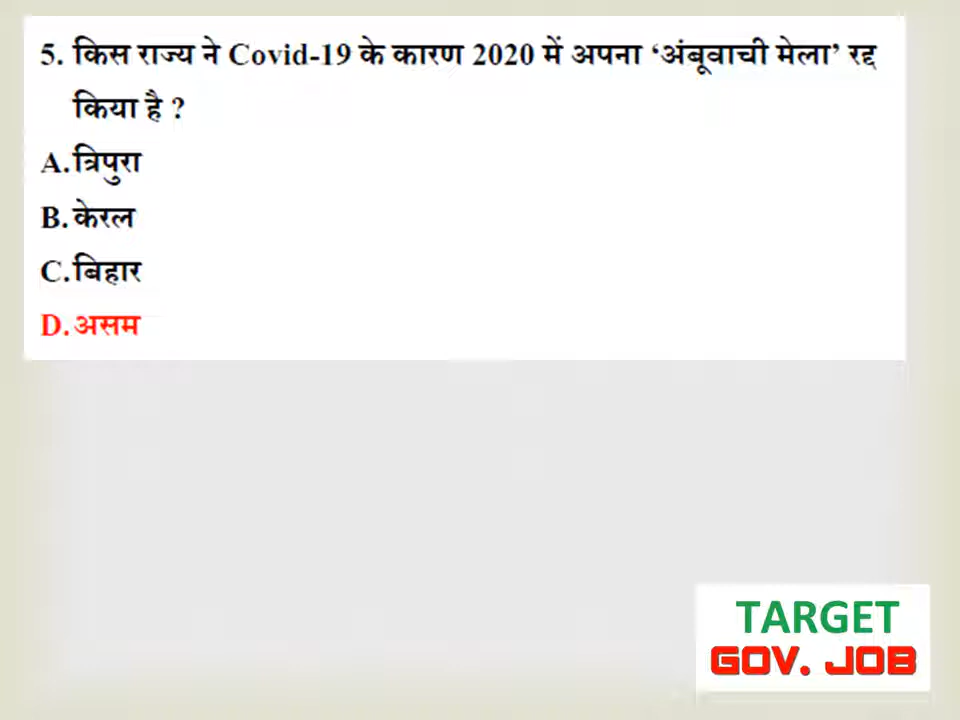 5. किस राज्य ने Covid-19 के कारण 2020 में अपना ‘अंबूवाची मेला’ रद्द
किया है ?
A. त्रिपुरा
B. केरल
C. बिहार
D. असम
TARGET
GOV. JOB